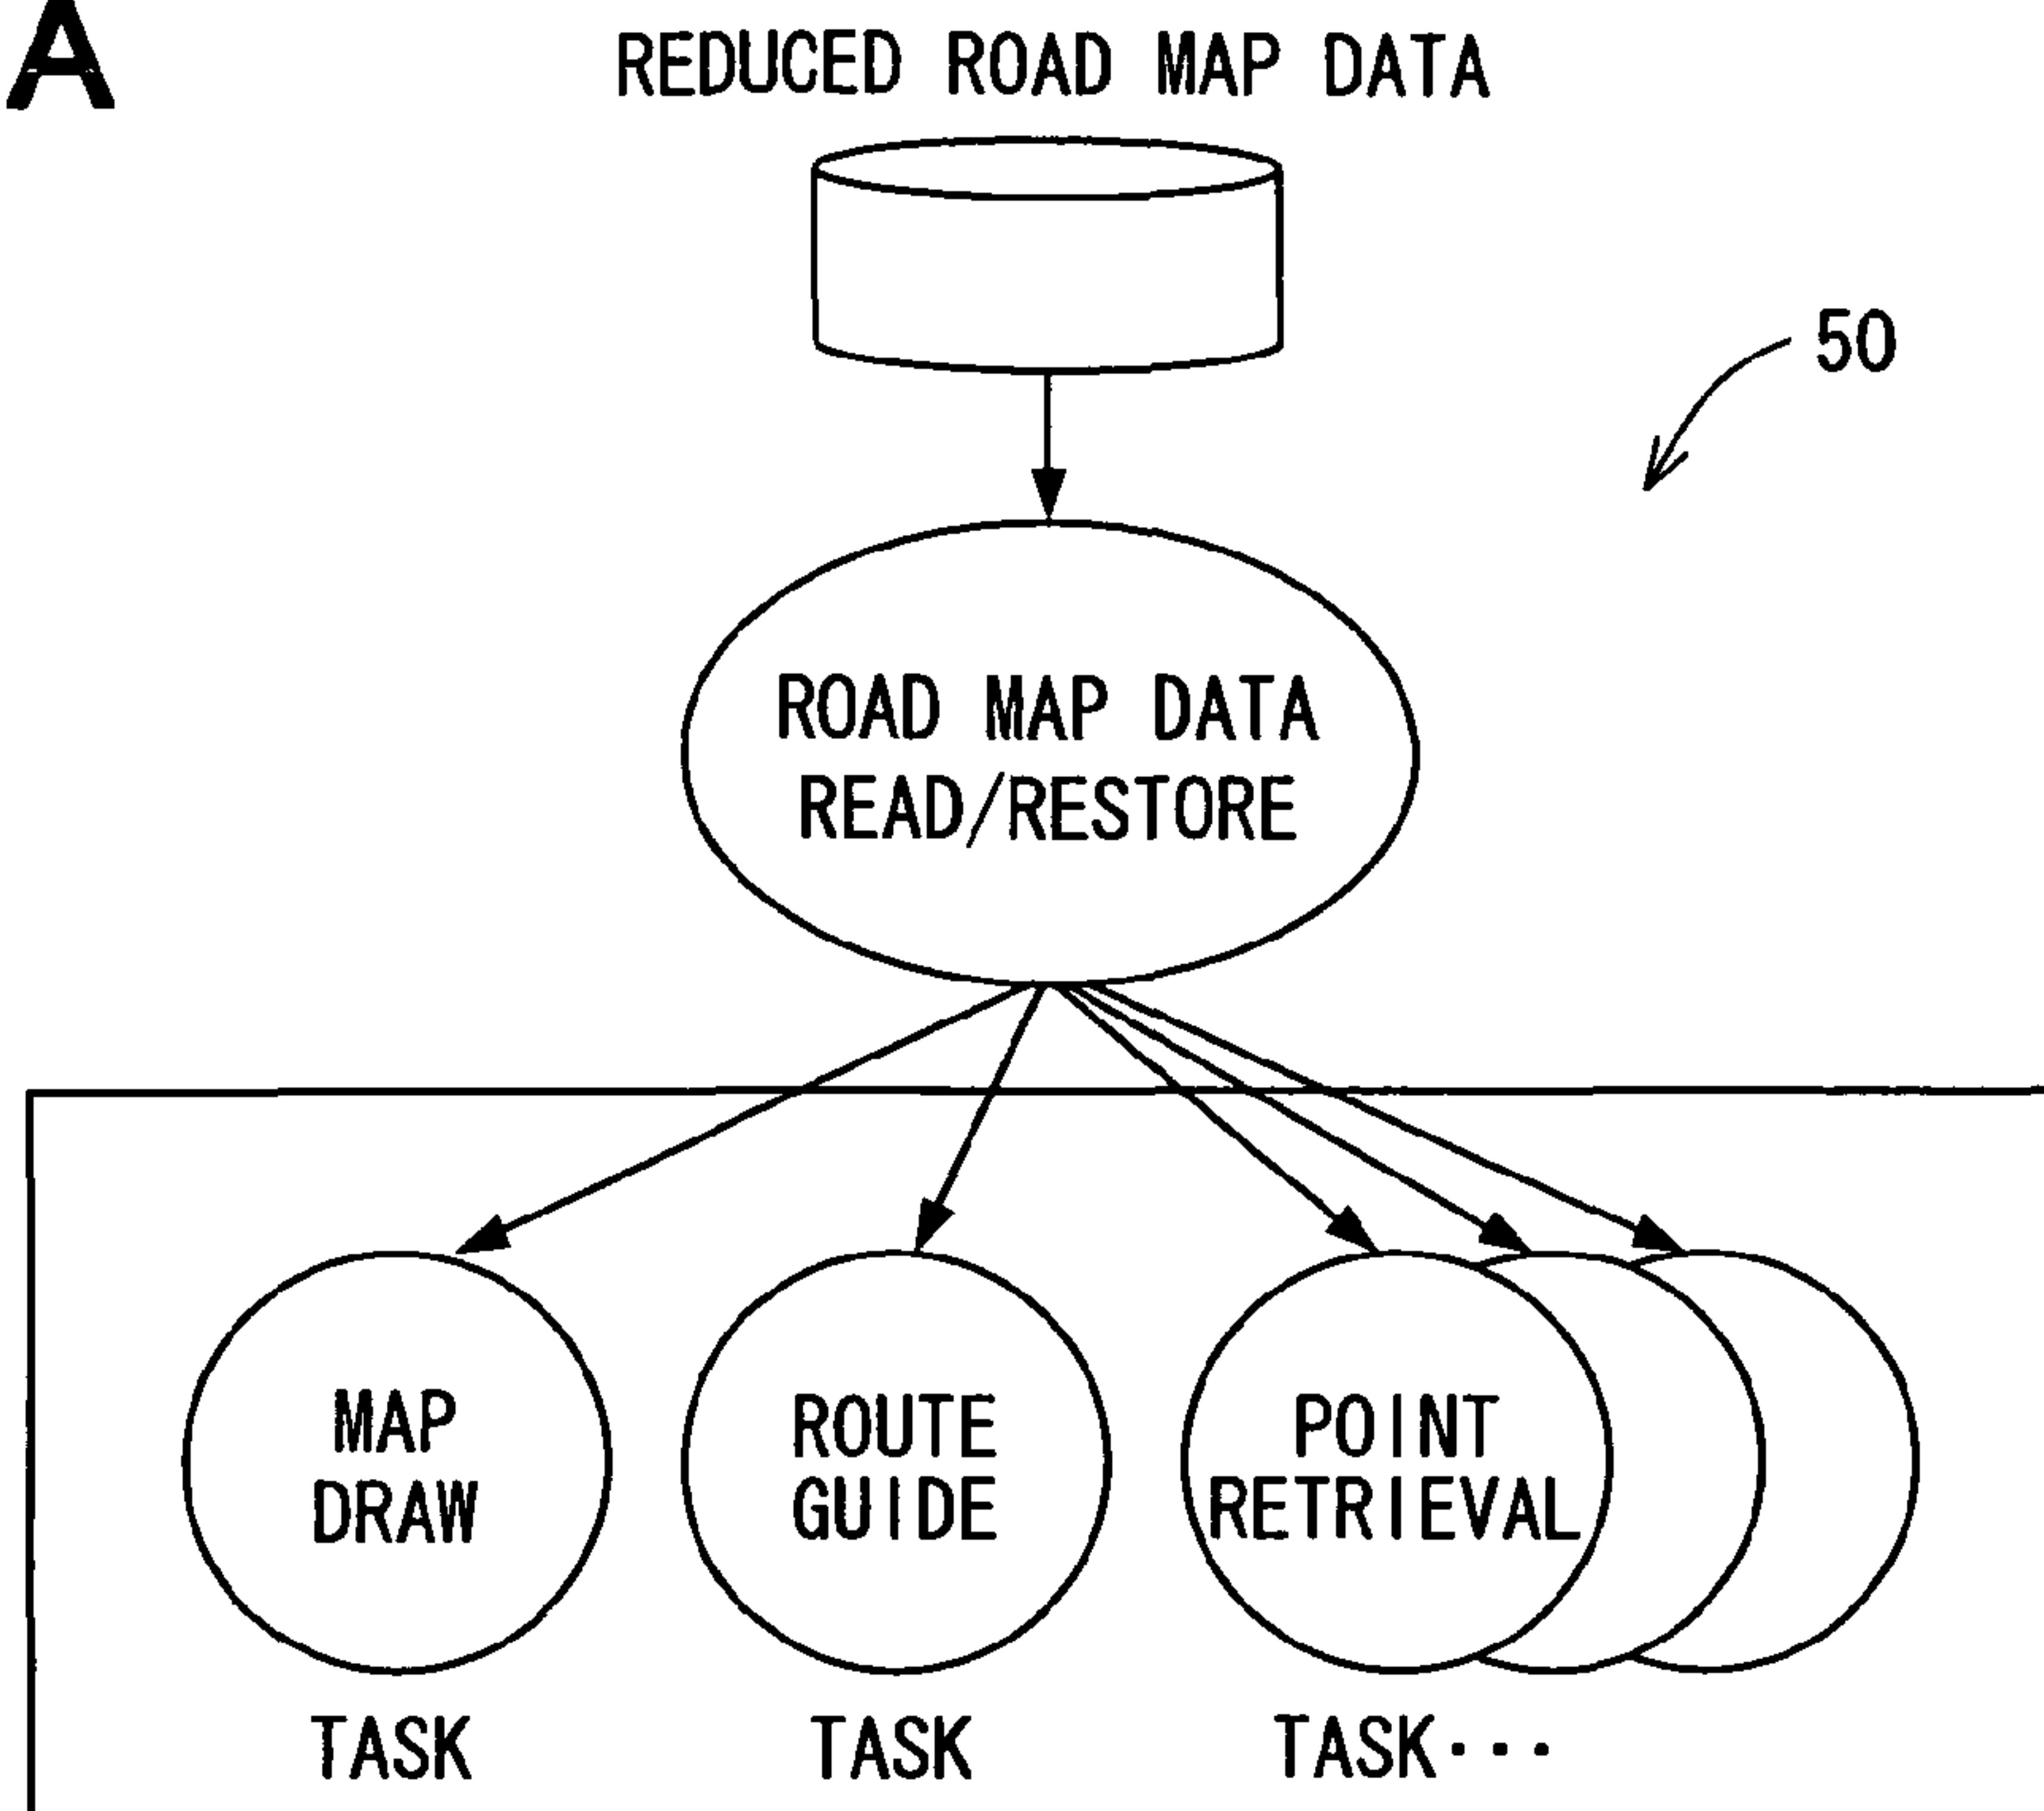 A
REDUCED ROAD MAP DATA
50
ROAD MAP DATA
READ/RESTORE
MAP
DRAW
ROUTE
GUIDE
POINT
RETRIEVAL
TASK
TASK
TASK···